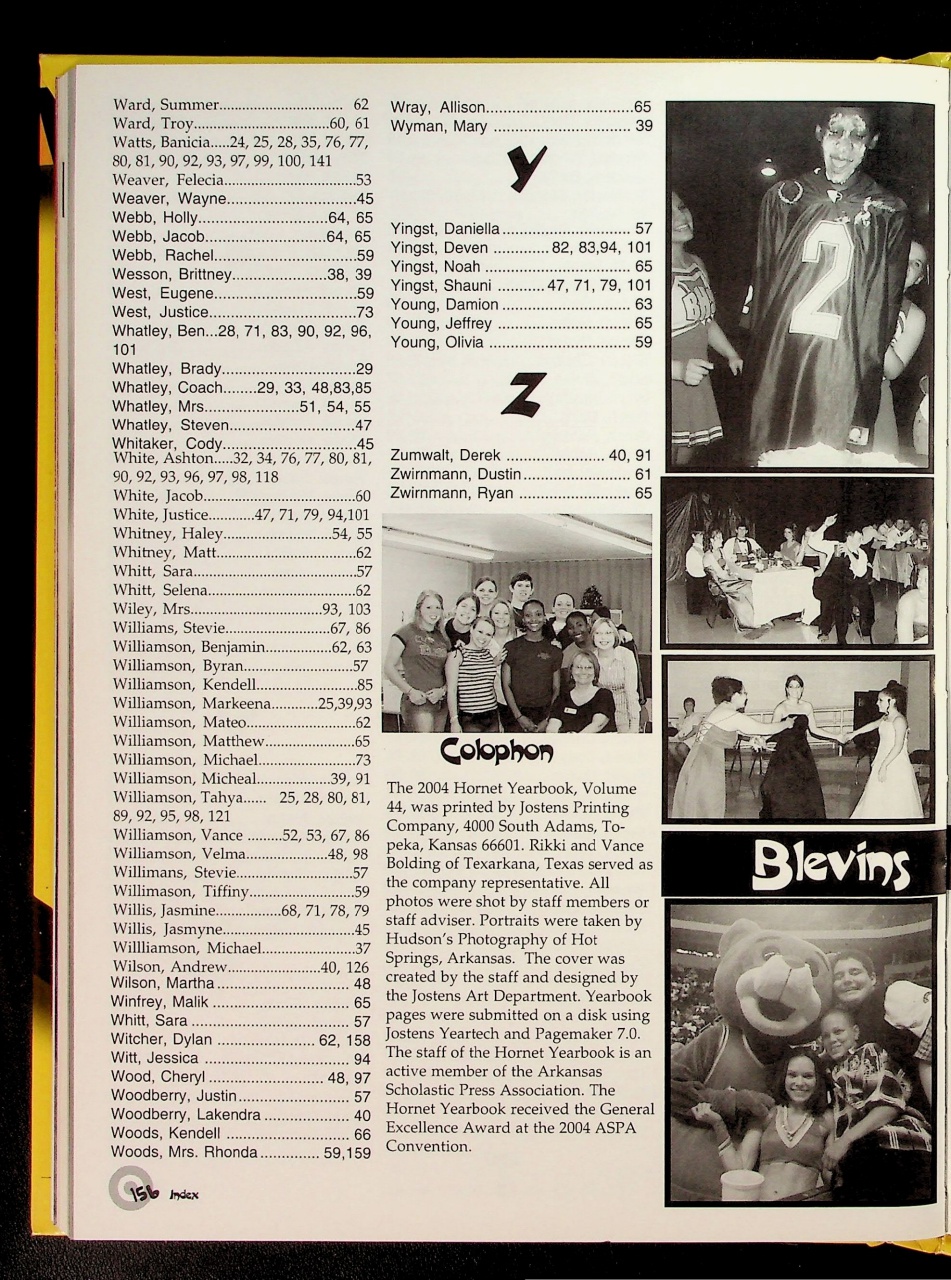 Ward, Summer............................... 62
Ward, Troy..................................60, 61
Watts, Banicia.....24, 25, 28, 35, 76, 77,
80, 81, 90, 92, 93, 97, 99, 100, 141
Weaver, Felecia.................................53
Weaver, Wayne................................45
Webb, Holly................................64, 65
Webb, Jacob..............................64, 65
Webb, Rachel...................................59
Wesson, Brittney.......................38, 39
West, Eugene...................................59
West, Justice....................................73
Whatley, Ben...28, 71, 83, 90, 92, 96,
101
Whatley, Brady................................29
Whatley, Coach........29, 33, 48,83,85
Whatley, Mrs.......................51, 54, 55
Whatley, Steven..............................47
Whitaker, Cody................................45
White, Ashton.....32, 34, 76, 77, 80, 81,
90, 92, 93, 96, 97, 98, 118
White, Jacob......................................60
White, Justice...........47, 71, 79, 94,101
Whitney, Haley...........................54, 55
Whitney, Matt...................................62
Whitt, Sara.........................................57
Whitt, Selena.....................................62
Wiley, Mrs.................................93, 103
Williams, Stevie..........................67, 86
Williamson, Benjamin.................62, 63
Williamson, Byran............................57
Williamson, Kendell.........................85
Williamson, Markeena...........25,39,93
Williamson, Mateo...........................62
Williamson, Matthew......................65
Williamson, Michael........................73
Williamson, Micheal..................39, 91
Williamson, Tahya...... 25, 28, 80, 81,
89, 92, 95, 98, 121
Williamson, Vance .........52, 53, 67, 86
Williamson, Velma....................48, 98
Willimans, Stevie..............................57
Willimason, Tiffiny...........................59
Willis, Jasmine................68, 71, 78, 79
Willis, Jasmyne.................................45
Willliamson, Michael.......................37
Wilson, Andrew.......................40, 126
Wilson, Martha ................................ 48
Winfrey, Malik ................................. 65
Whitt, Sara ...................................... 57
Witcher, Dylan ......................... 62, 158
Witt, Jessica .................................... 94
Wood, Cheryl ............................. 48, 97
Woodberry, Justin ........................... 57
Woodberry, Lakendra ..................... 40
Woods, Kendell ............................... 66
Woods, Mrs. Rhonda .............. 59,159
156 Index
Wray, Allison...................................65
Wyman, Mary ................................. 39
Y
Yingst, Daniella ............................... 57
Yingst, Deven ............ 82, 83,94, 101
Yingst, Noah ................................... 65
Yingst, Shauni ........... 47, 71, 79, 101
Young, Damion ............................... 63
Young, Jeffrey ................................ 65
Young, Olivia .................................. 59
Z
Zumwalt, Derek ........................ 40, 91
Zwirnmann, Dustin .......................... 61
Zwirnmann, Ryan ........................... 65
Colophon
The 2004 Hornet Yearbook, Volume
44, was printed by Jostens Printing
Company, 4000 South Adams, To-
peka, Kansas 66601. Rikki and Vance
Bolding of Texarkana, Texas served as
the company representative. All
photos were shot by staff members or
staff adviser. Portraits were taken by
Hudson's Photography of Hot
Springs, Arkansas. The cover was
created by the staff and designed by
the Jostens Art Department. Yearbook
pages were submitted on a disk using
Jostens Yeartech and Pagemaker 7.0.
The staff of the Hornet Yearbook is an
active member of the Arkansas
Scholastic Press Association. The
Hornet Yearbook received the General
Excellence Award at the 2004 ASPA
Convention.
2
Blevins